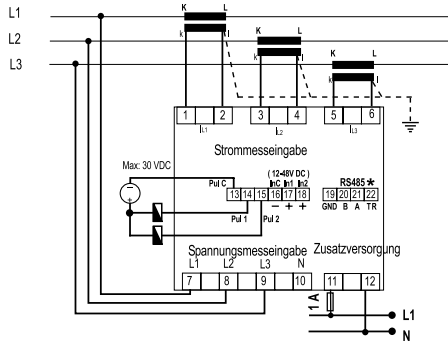 L1
K L
L2
k l
K L
L3
k l
K L
k l
1 2 3 4 5 6
IL1 IL2 IL3
Strommesseingabe
Max: 30 VDC
( 12-48V DC )
Pul C InC In1 In2 RS485 *
13 14 15 16 17 18 19 20 21 22
− + + GND B A TR
Pul 1 Pul 2
Spannungsmesseingabe Zusatzversorgung
L1 L2 L3 N
7 8 9 10 11 12
1 A
L1
N